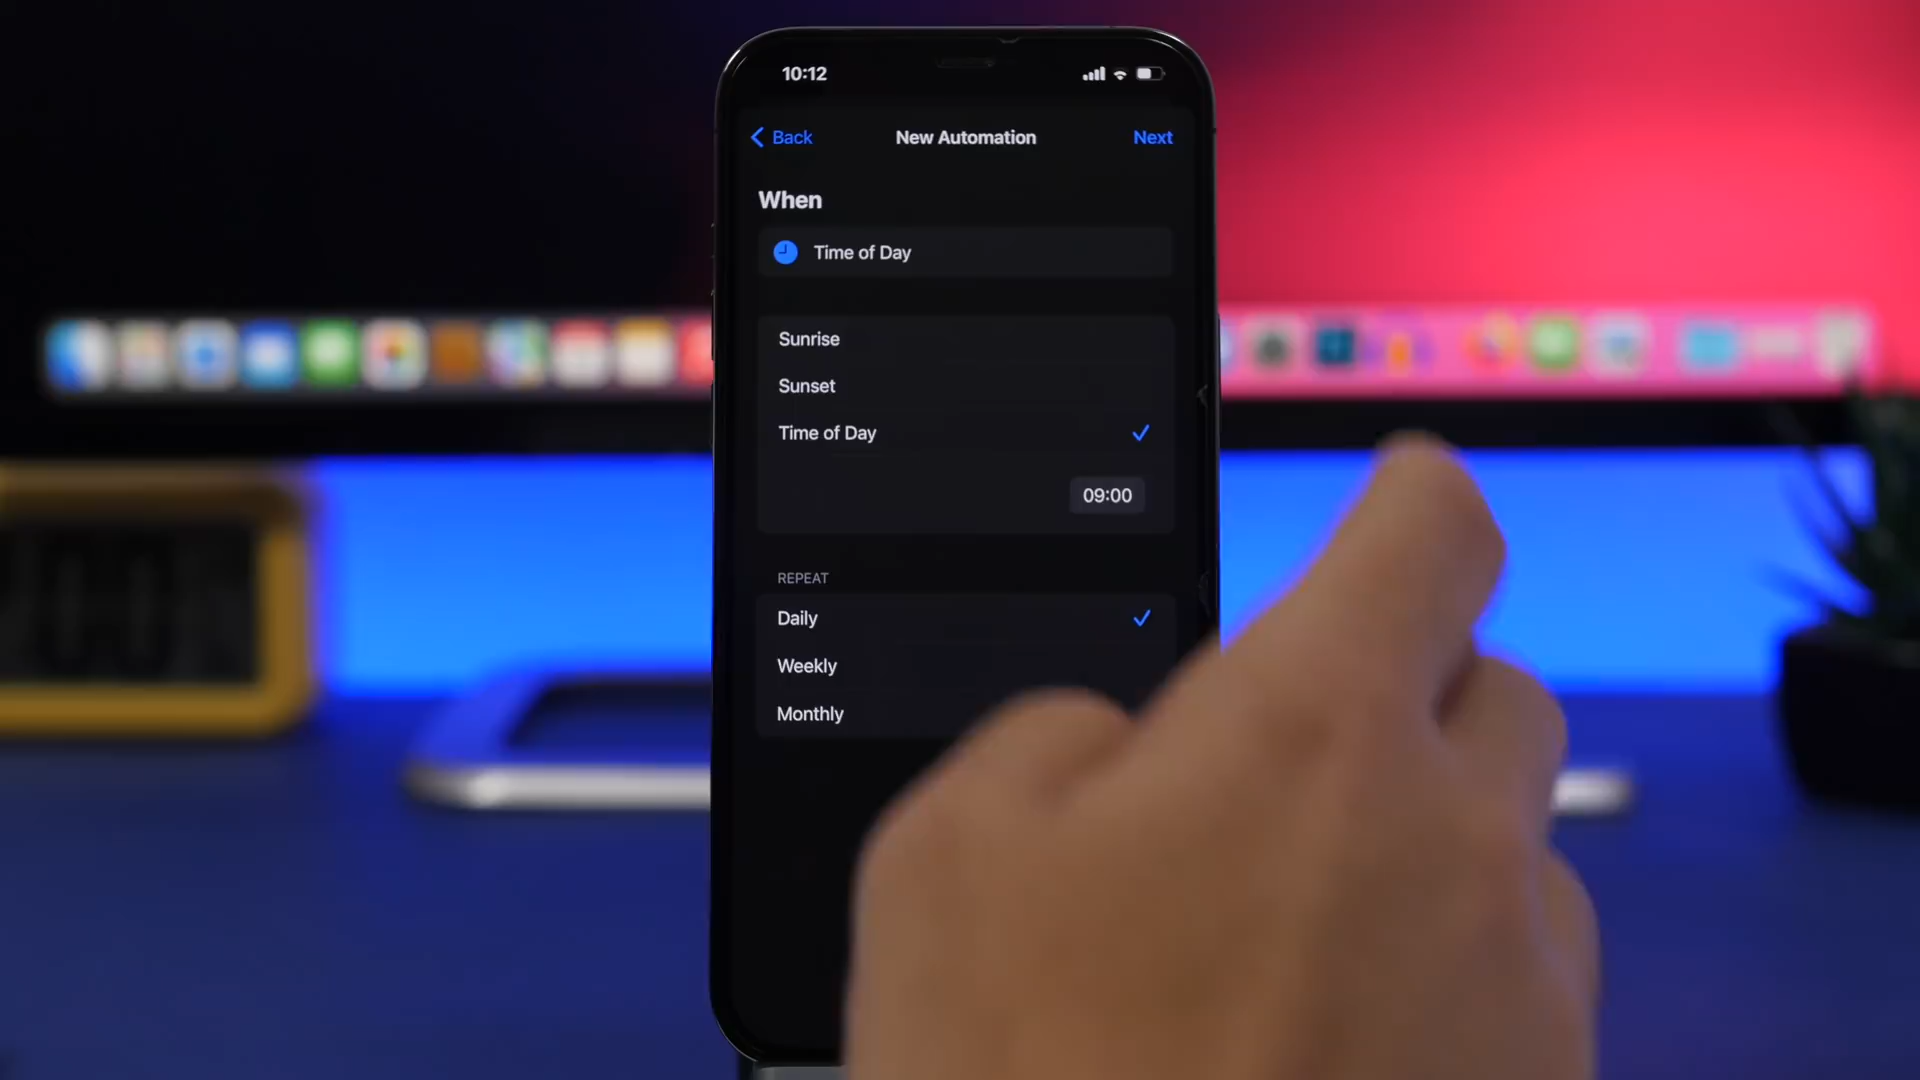 10:12
Back New Automation Next
When
Time of Day
Sunrise
Sunset
Time of Day
09:00
REPEAT
Daily
Weekly
Monthly